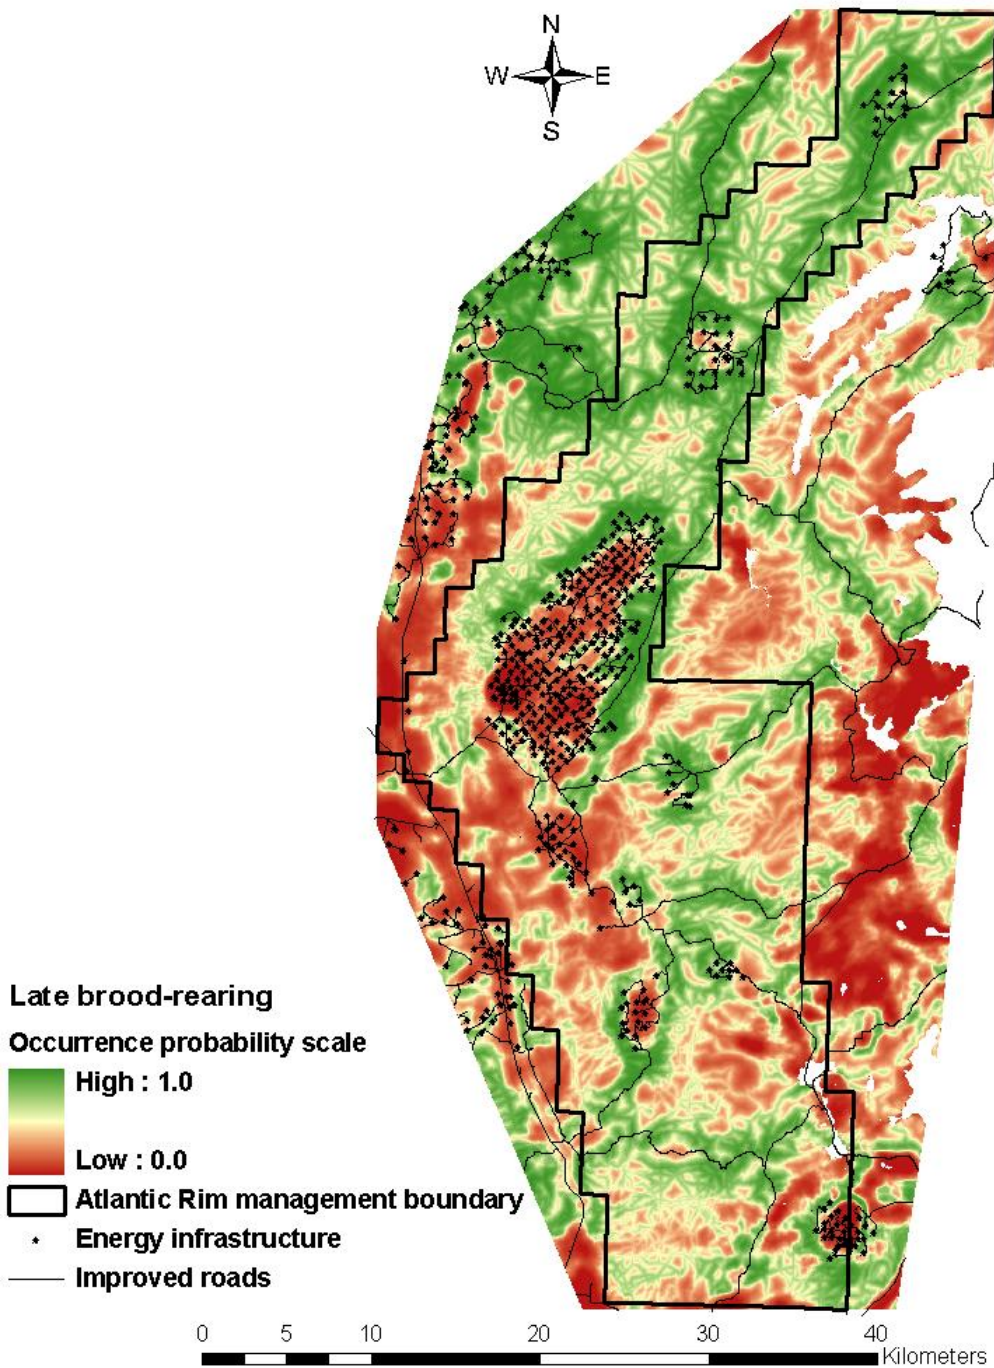 N
W E
S
Late brood-rearing
Occurrence probability scale
High : 1.0
Low : 0.0
Atlantic Rim management boundary
Energy infrastructure
Improved roads
0 5 10 20 30 40
Kilometers